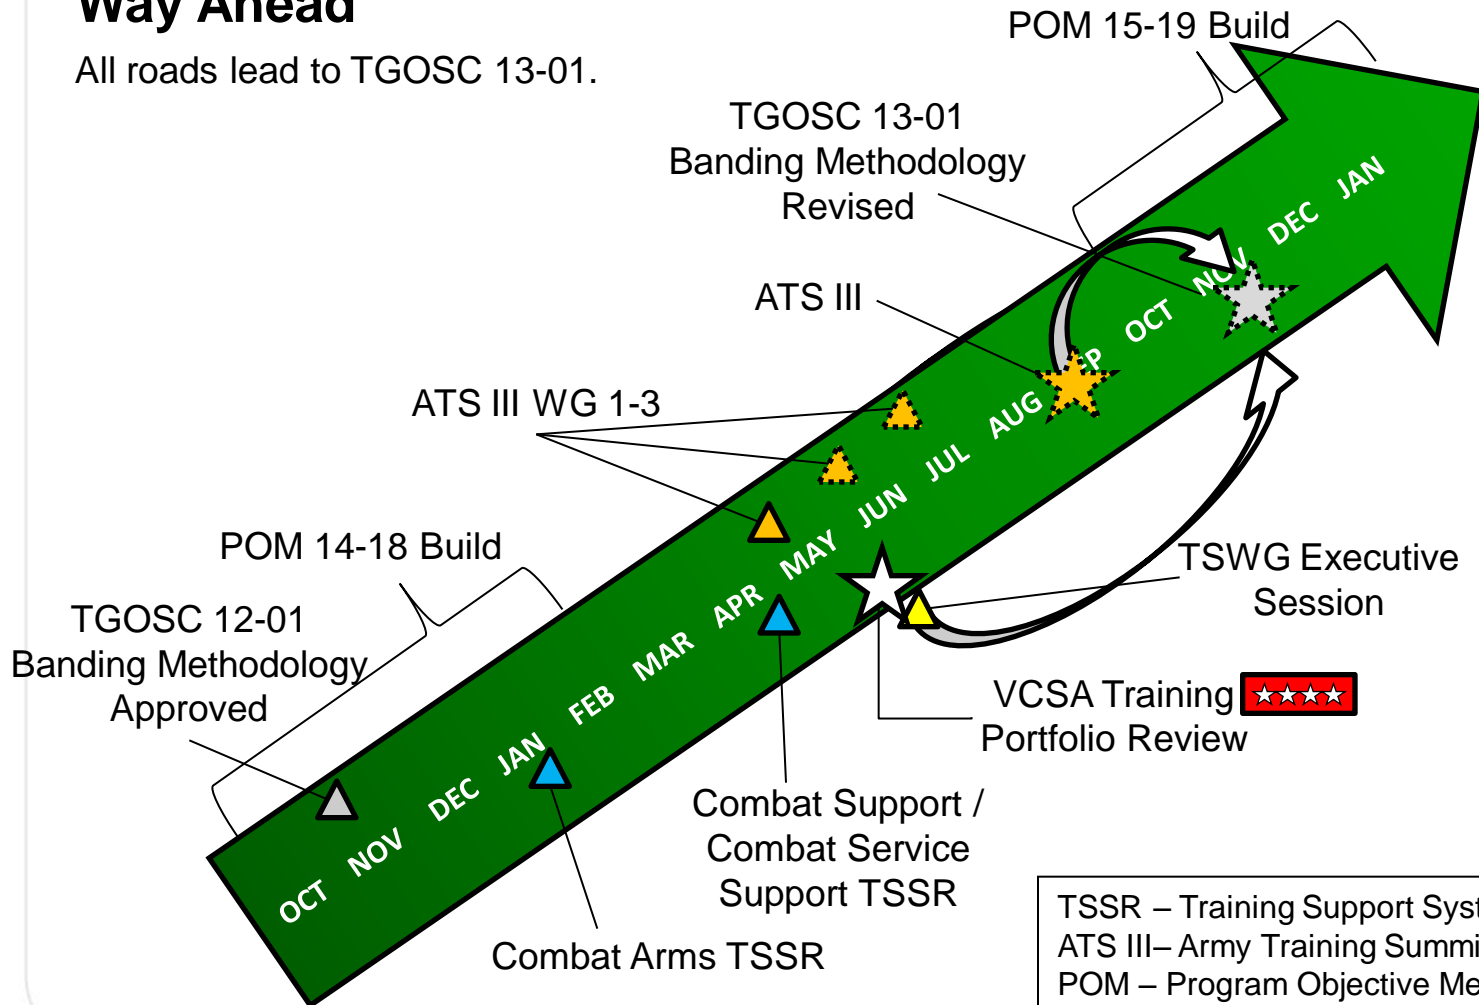 Way Ahead
All roads lead to TGOSC 13-01.
POM 15-19 Build
TGOSC 13-01
Banding Methodology
Revised
ATS III
ATS III WG 1-3
POM 14-18 Build
TGOSC 12-01
Banding Methodology
Approved
OCT NOV DEC JAN FEB MAR APR MAY JUN JUL AUG OCT NOV DEC JAN
TSWG Executive
Session
VCSA Training
Portfolio Review
Combat Support /
Combat Service
Support TSSR
Combat Arms TSSR
TSSR – Training Support
ATS III– Army Training
POM – Program Objective